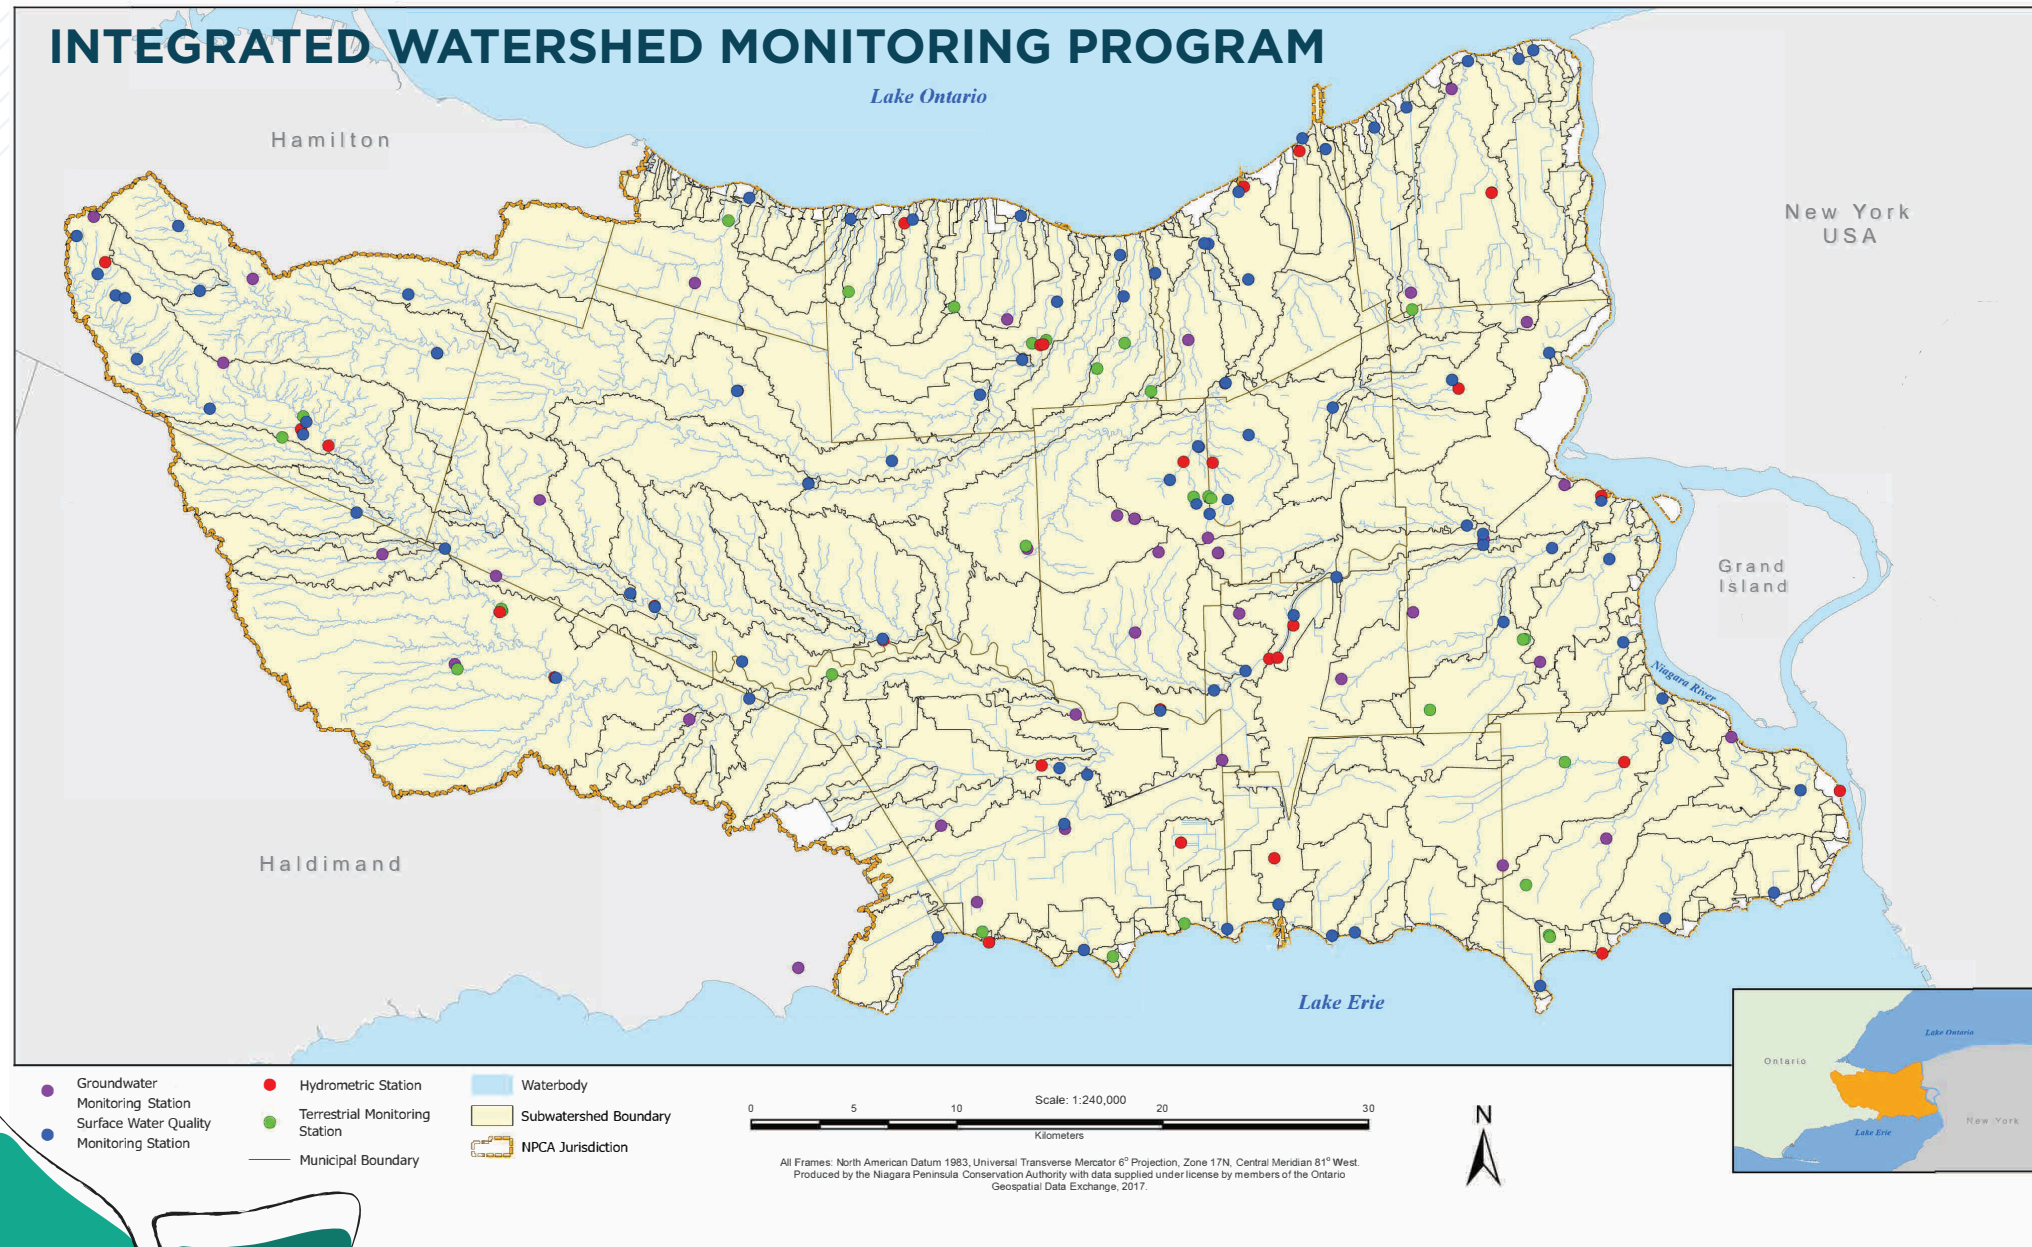 INTEGRATED WATERSHED MONITORING PROGRAM
Lake Ontario
Hamilton
New York
USA
Grand
Island
Niagara River
Haldimand
Lake Erie
Groundwater
Monitoring Station
Surface Water Quality
Monitoring Station
Hydrometric Station
Terrestrial Monitoring
Station
Municipal Boundary
Waterbody
Subwatershed Boundary
NPCA Jurisdiction
Scale: 1:240,000
0 5 10 20 30
Kilometers
All Frames: North American Datum 1983, Universal Transverse Mercator 6° Projection, Zone 17N, Central Meridian 81° West.
Produced by the Niagara Peninsula Conservation Authority with data supplied under license by members of the Ontario
Geospatial Data Exchange, 2017.
N
Lake Ontario
Ontario
New York
Lake Erie